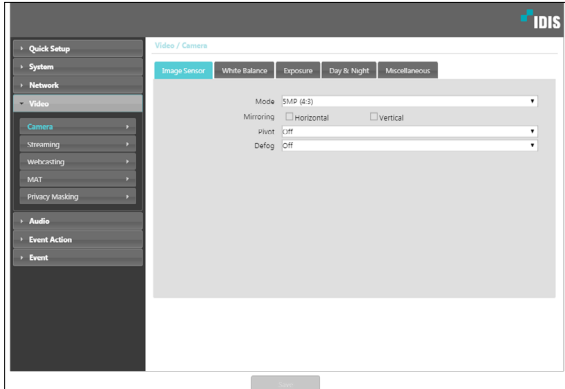 IDIS
Quick Setup
System
Network
Video
Camera
Streaming
Webcasting
MAT
Privacy Masking
Audio
Event Action
Event
Video / Camera
Image Sensor White Balance Exposure Day & Night Miscellaneous
Mode 5MP (4:3)
Mirroring Horizontal Vertical
Pivot Off
Defog Off
Save